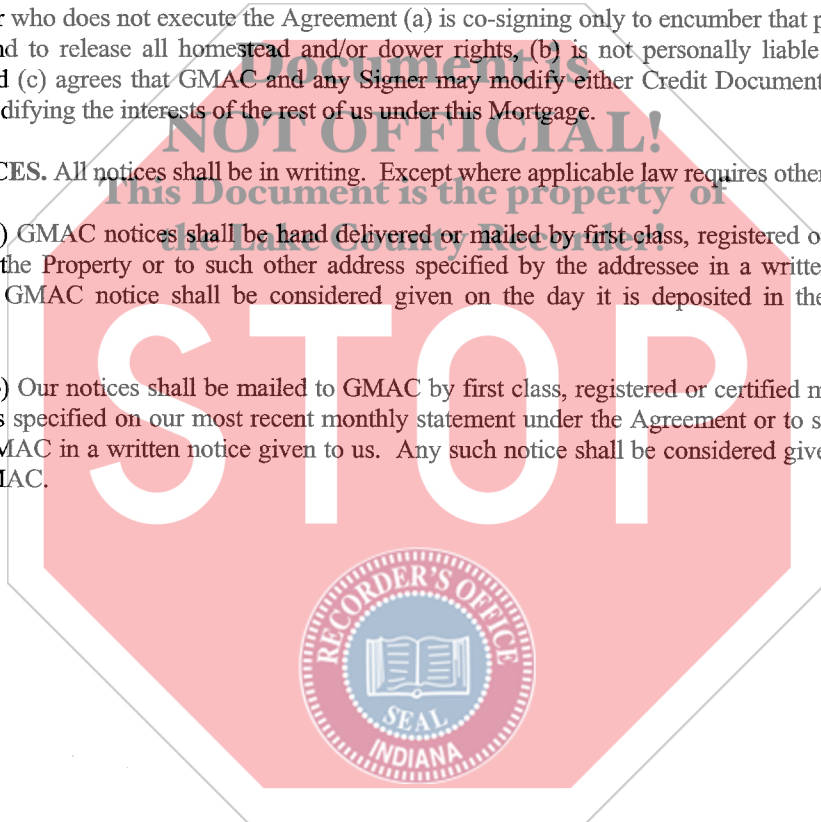 r who does not execute the Agreement (a) is co-signing only to encumber that p
nd to release all homestead and/or dower rights, (b) is not personally liable
d (c) agrees that GMAC and any Signer may modify either Credit Document
difying the interests of the rest of us under this Mortgage.
Document is
NOT OFFICIAL!
CES. All notices shall be in writing. Except where applicable law requires other
This Document is the property of
the Lake County Recorder!
) GMAC notices shall be hand delivered or mailed by first class, registered o
the Property or to such other address specified by the addressee in a writte
GMAC notice shall be considered given on the day it is deposited in the
STOP
) Our notices shall be mailed to GMAC by first class, registered or certified m
s specified on our most recent monthly statement under the Agreement or to s
MAC in a written notice given to us. Any such notice shall be considered give
MAC.
RECORDER'S OFFICE
SEAL
INDIANA